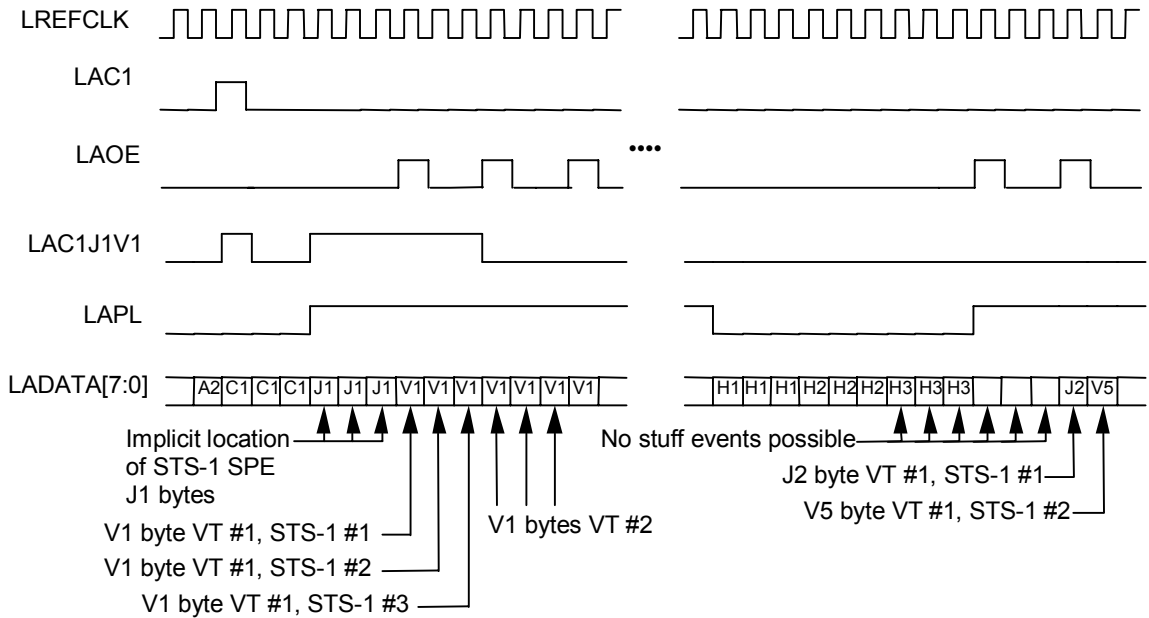 LREFCLK
LAC1
LAOE
••••
LAC1J1V1
LAPL
LADATA[7:0]
A2 C1 C1 C1 J1 J1 J1 V1 V1 V1 V1 V1 V1 V1
H1 H1 H1 H2 H2 H2 H3 H3 H3 J2 V5
Implicit location
of STS-1 SPE
J1 bytes
No stuff events possible
J2 byte VT #1, STS-1 #1
V5 byte VT #1, STS-1 #2
V1 bytes VT #2
V1 byte VT #1, STS-1 #1
V1 byte VT #1, STS-1 #2
V1 byte VT #1, STS-1 #3